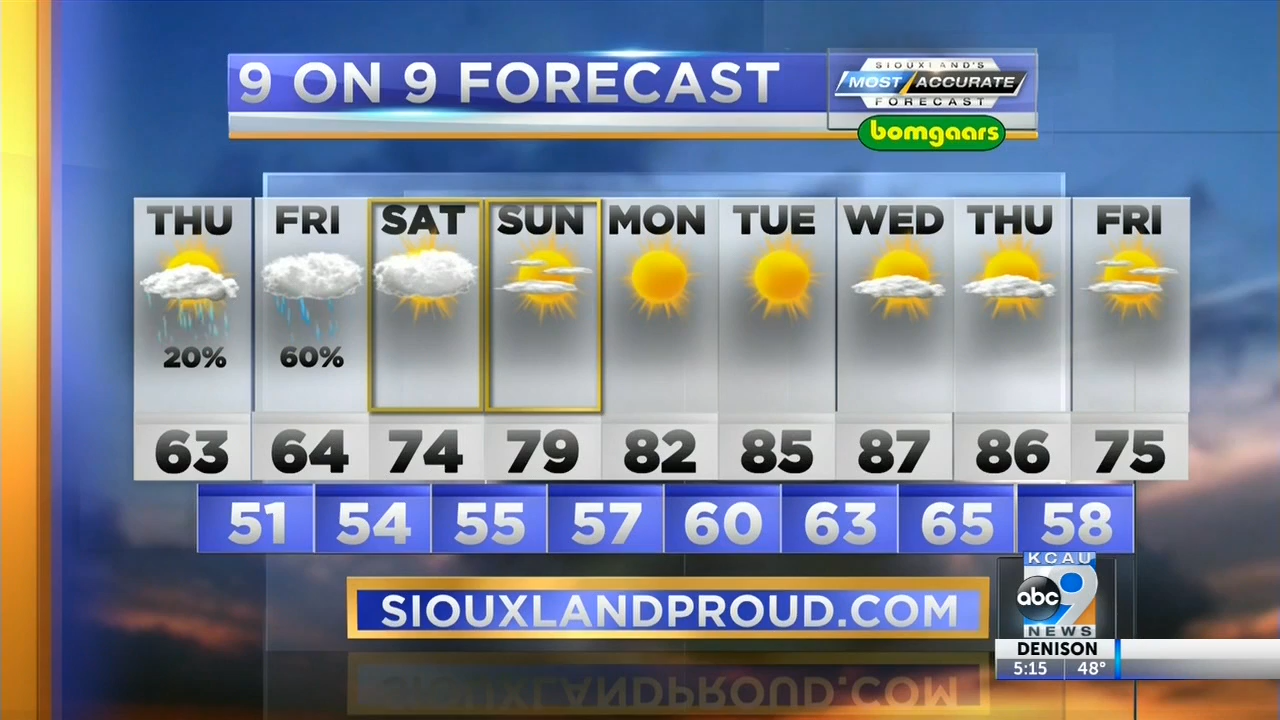 9 ON 9 FORECAST
SIOUXLAND'S
MOST ACCURATE
FORECAST
bomgaars
THU FRI SAT SUN MON TUE WED THU FRI
20% 60%
63 64 74 79 82 85 87 86 75
51 54 55 57 60 63 65 58
SIOUXLANDPROUD.COM
KCAU
abc 9
NEWS
DENISON
5:15 48°
SIOUXLANDPROUD.COM